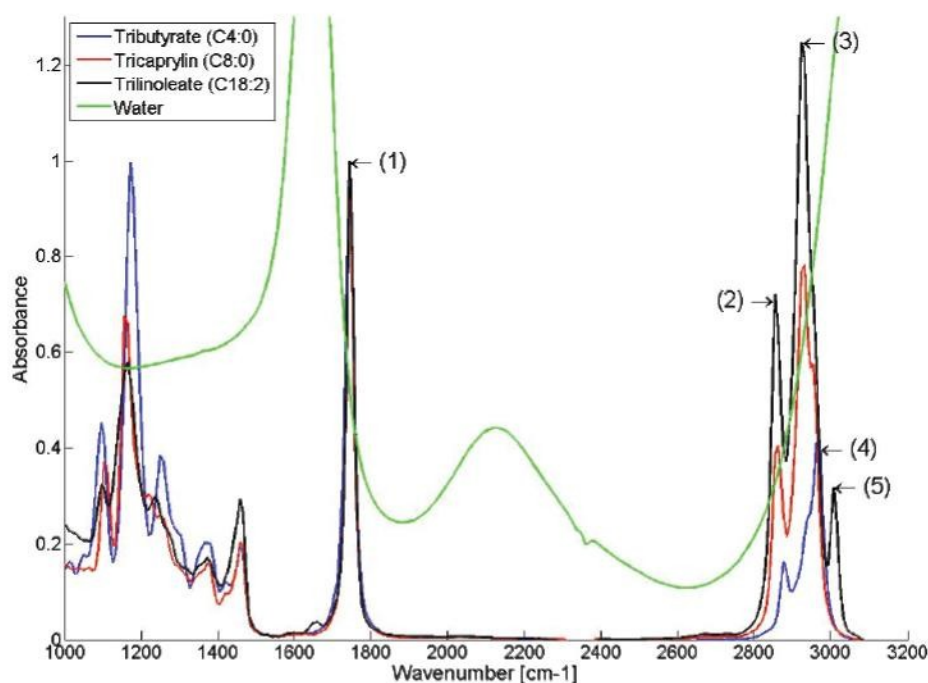 Tributyrate (C4:0)
Tricaprylin (C8:0)
Trilinoleate (C18:2)
Water
(1)
(2)
(3)
(4)
(5)
Absorbance
1.2
1
0.8
0.6
0.4
0.2
0
1000 1200 1400 1600 1800 2000 2200 2400 2600 2800 3000 3200
Wavenumber [cm-1]